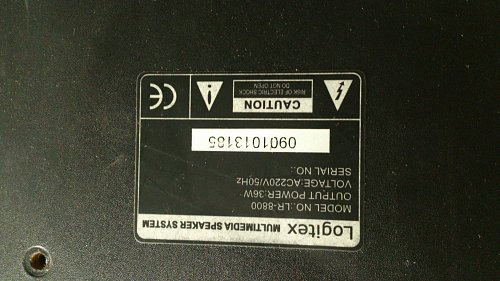 Logitex MULTIMEDIA SPEAKER SYSTEM
MODEL NO.:LR-8800
OUTPUT POWER:36W
VOLTAGE:AC220V/50Hz
SERIAL NO.:
0901013185
CAUTION
RISK OF ELECTRIC SHOCK
DO NOT OPEN
CE